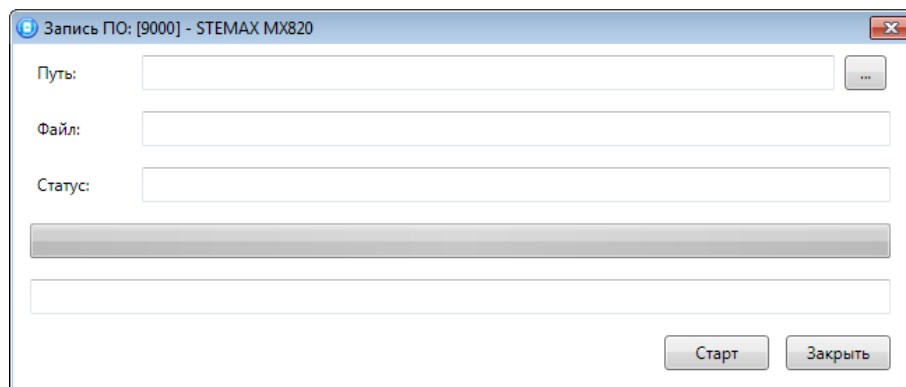 Запись ПО: [9000] - STEMAX MX820
Путь:
...
Файл:
Статус:
Старт
Закрыть